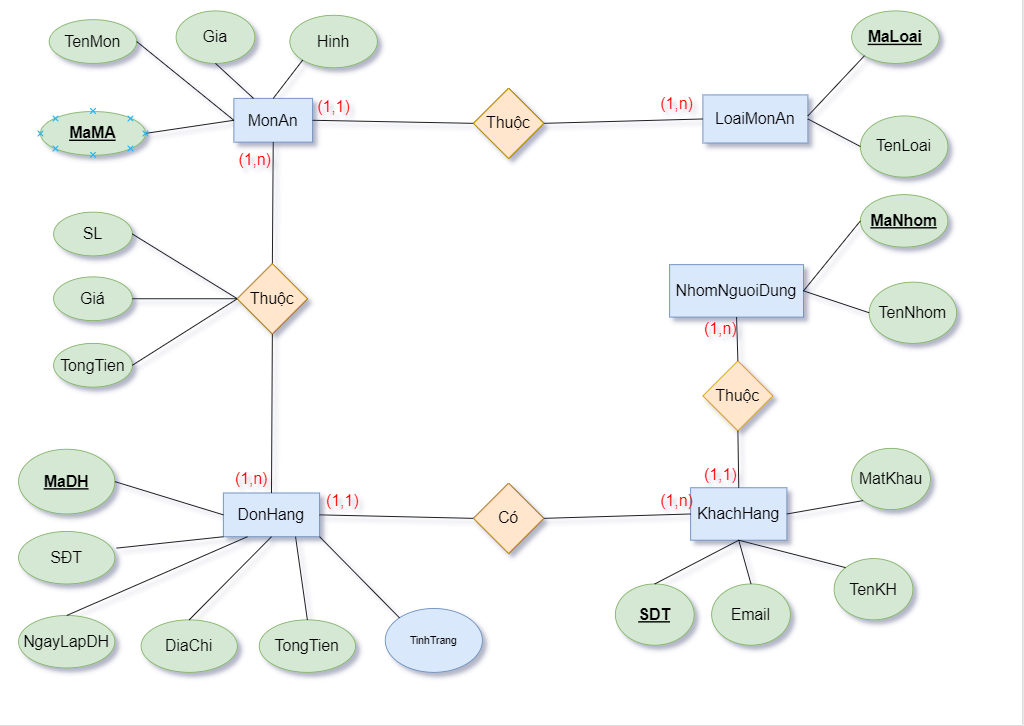 TenMon
Gia
Hinh
MaLoai
MonAn
(1,1)
Thuộc
(1,n)
LoaiMonAn
MaMA
(1,n)
TenLoai
SL
MaNhom
Giá
Thuộc
NhomNguoiDung
TenNhom
(1,n)
TongTien
Thuộc
(1,n)
(1,1)
MatKhau
MaDH
(1,1)
(1,n)
DonHang
Có
KhachHang
SĐT
TenKH
NgayLapDH
DiaChi
TongTien
TinhTrang
SDT
Email